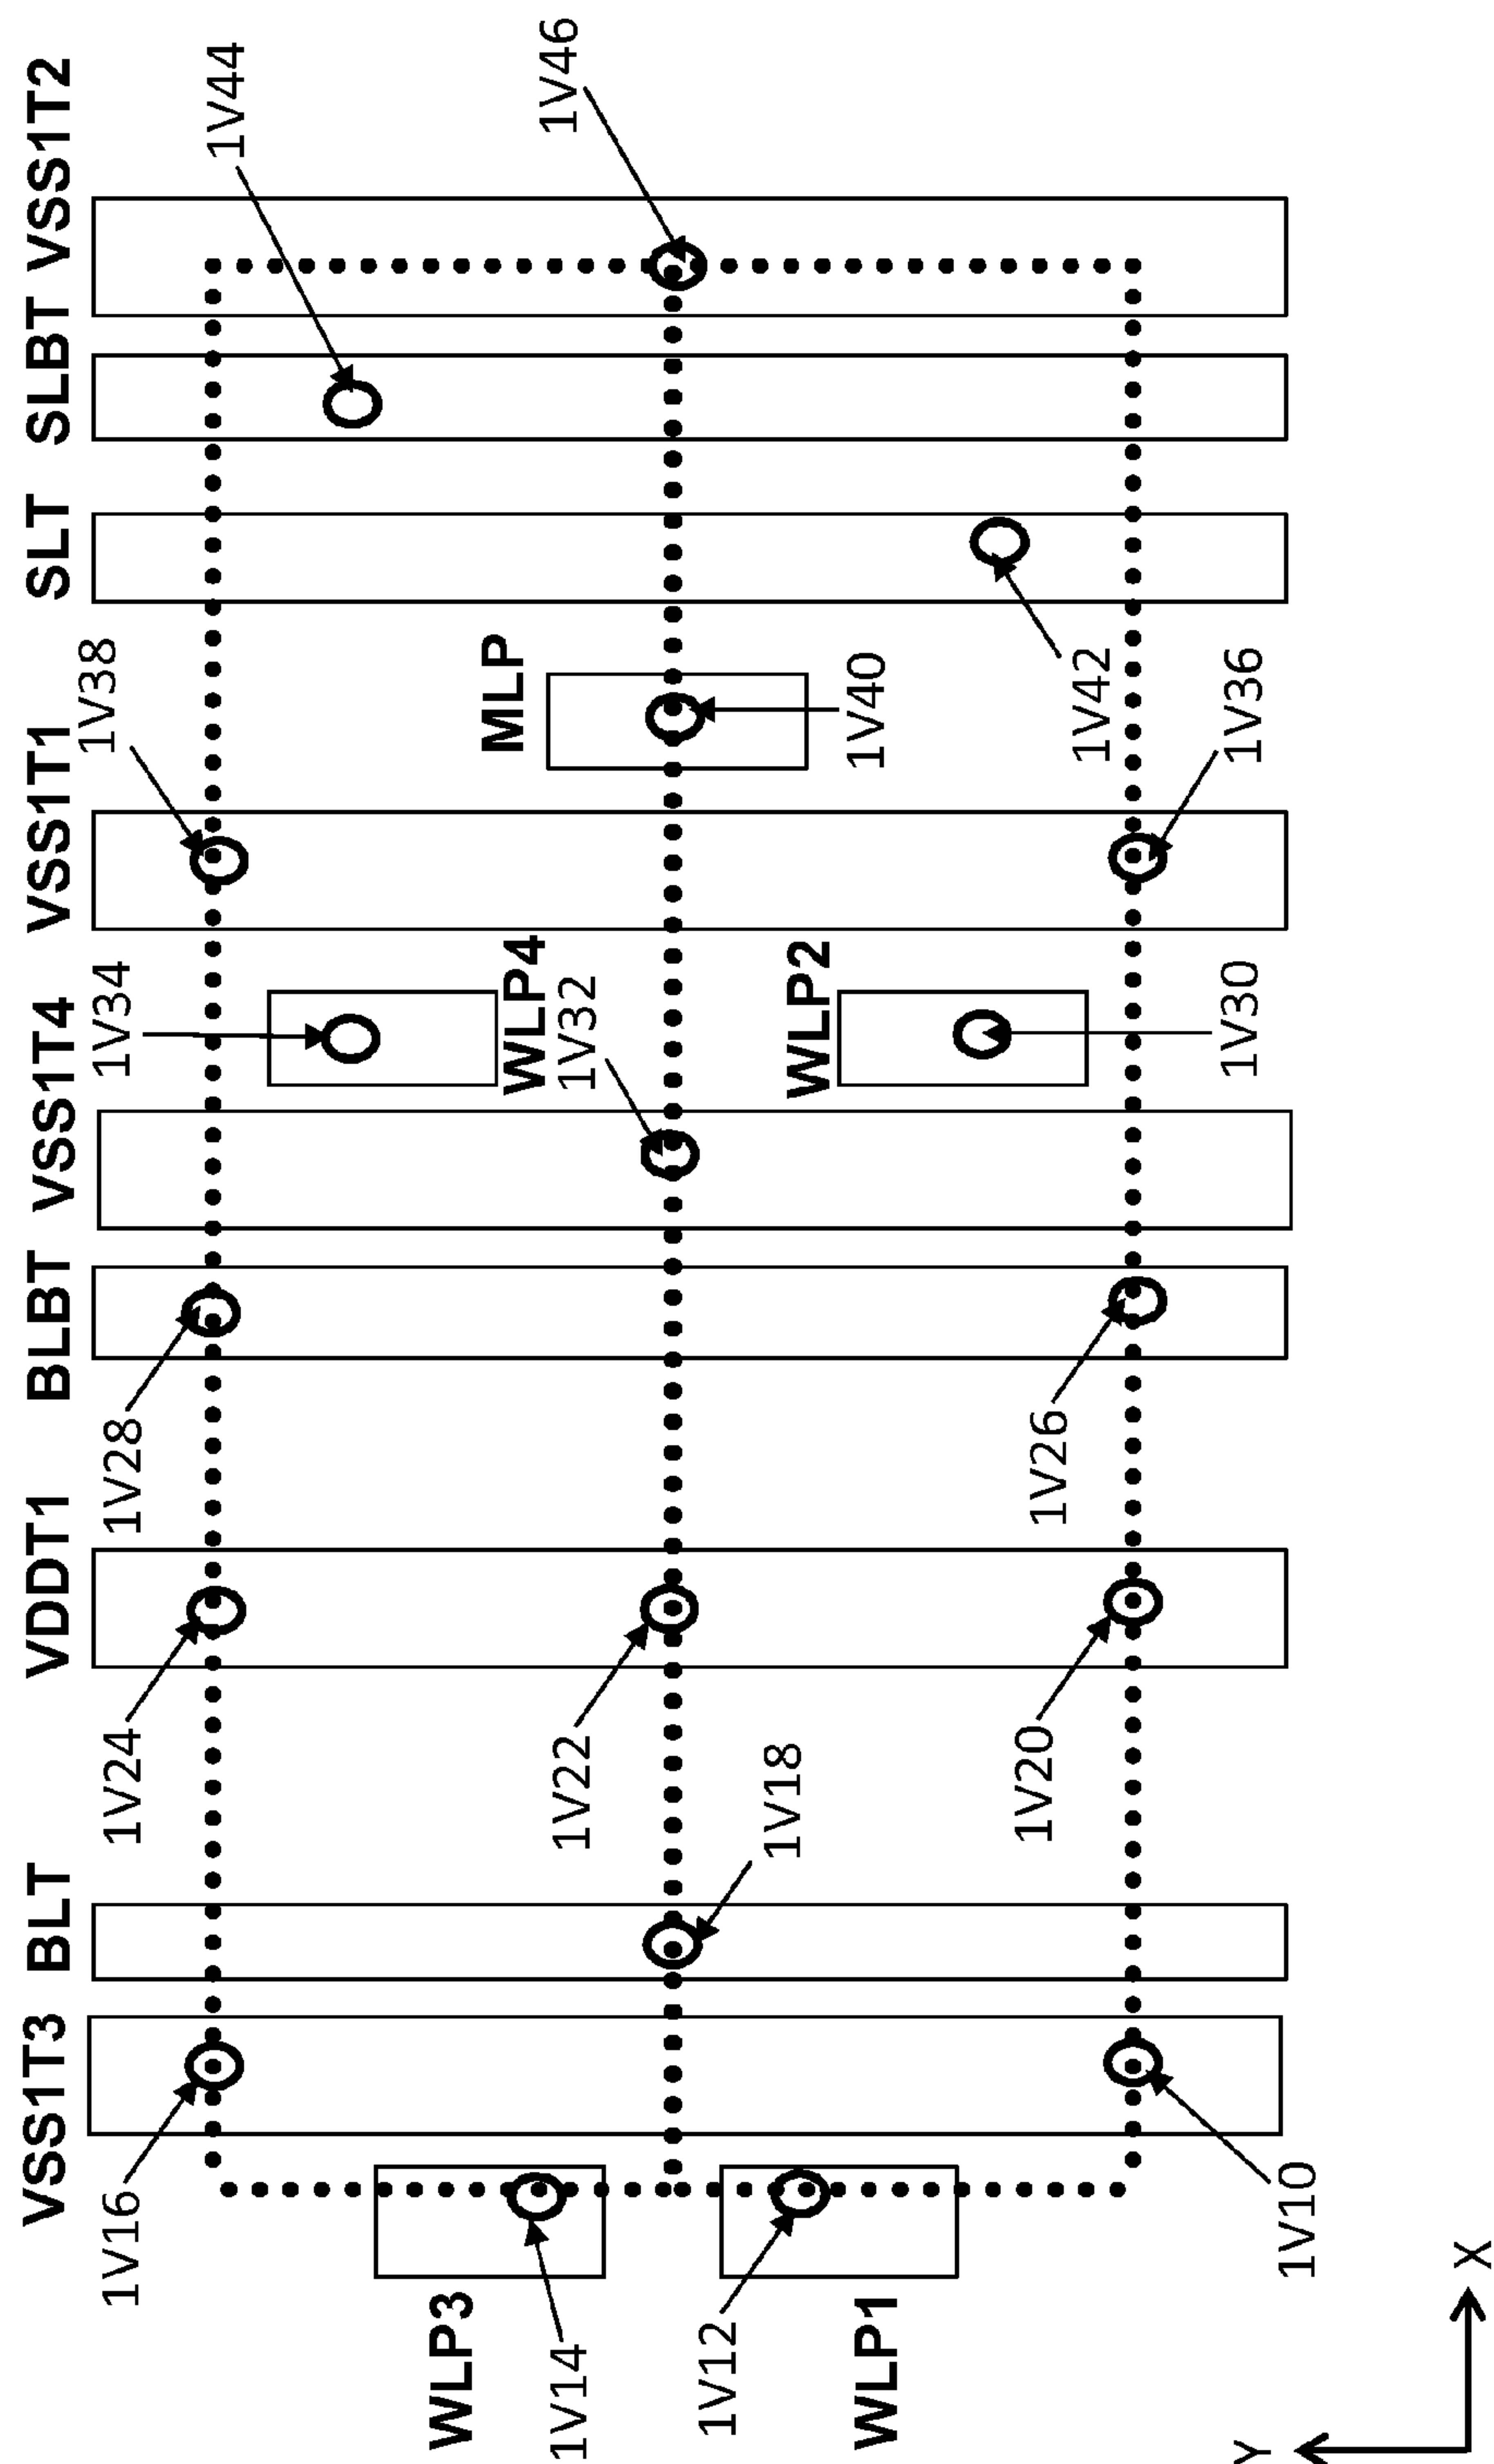 VSS1T3
BLT
VDDT1
BLBT
VSS1T4
VSS1T1
SLT
SLBT
VSS1T2
1V16
1V24
1V28
1V34
1V38
1V44
WLP3
1V14
1V22
WLP4
1V32
MLP
1V46
1V12
1V18
WLP2
1V40
WLP1
1V20
1V26
1V42
1V10
1V30
1V36
Y
X